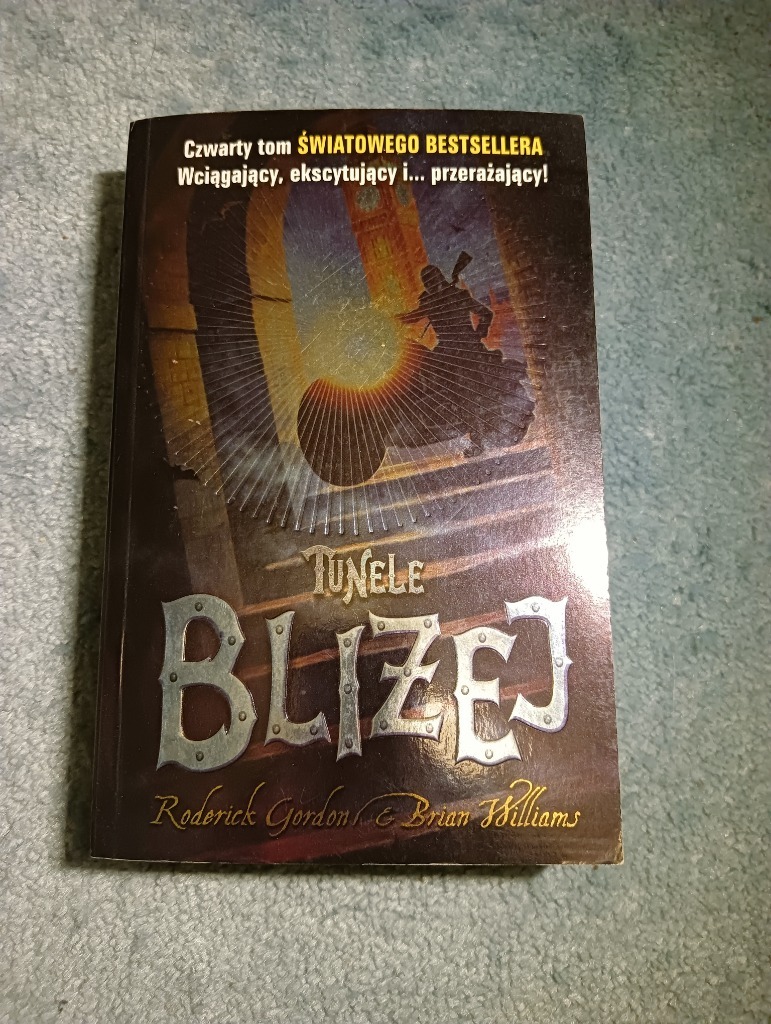 Czwarty tom ŚWIATOWEGO BESTSELLERA
Wciągający, ekscytujący i... przerażający!
TUNELE
BLIŻEJ
Roderick Gordon & Brian Williams